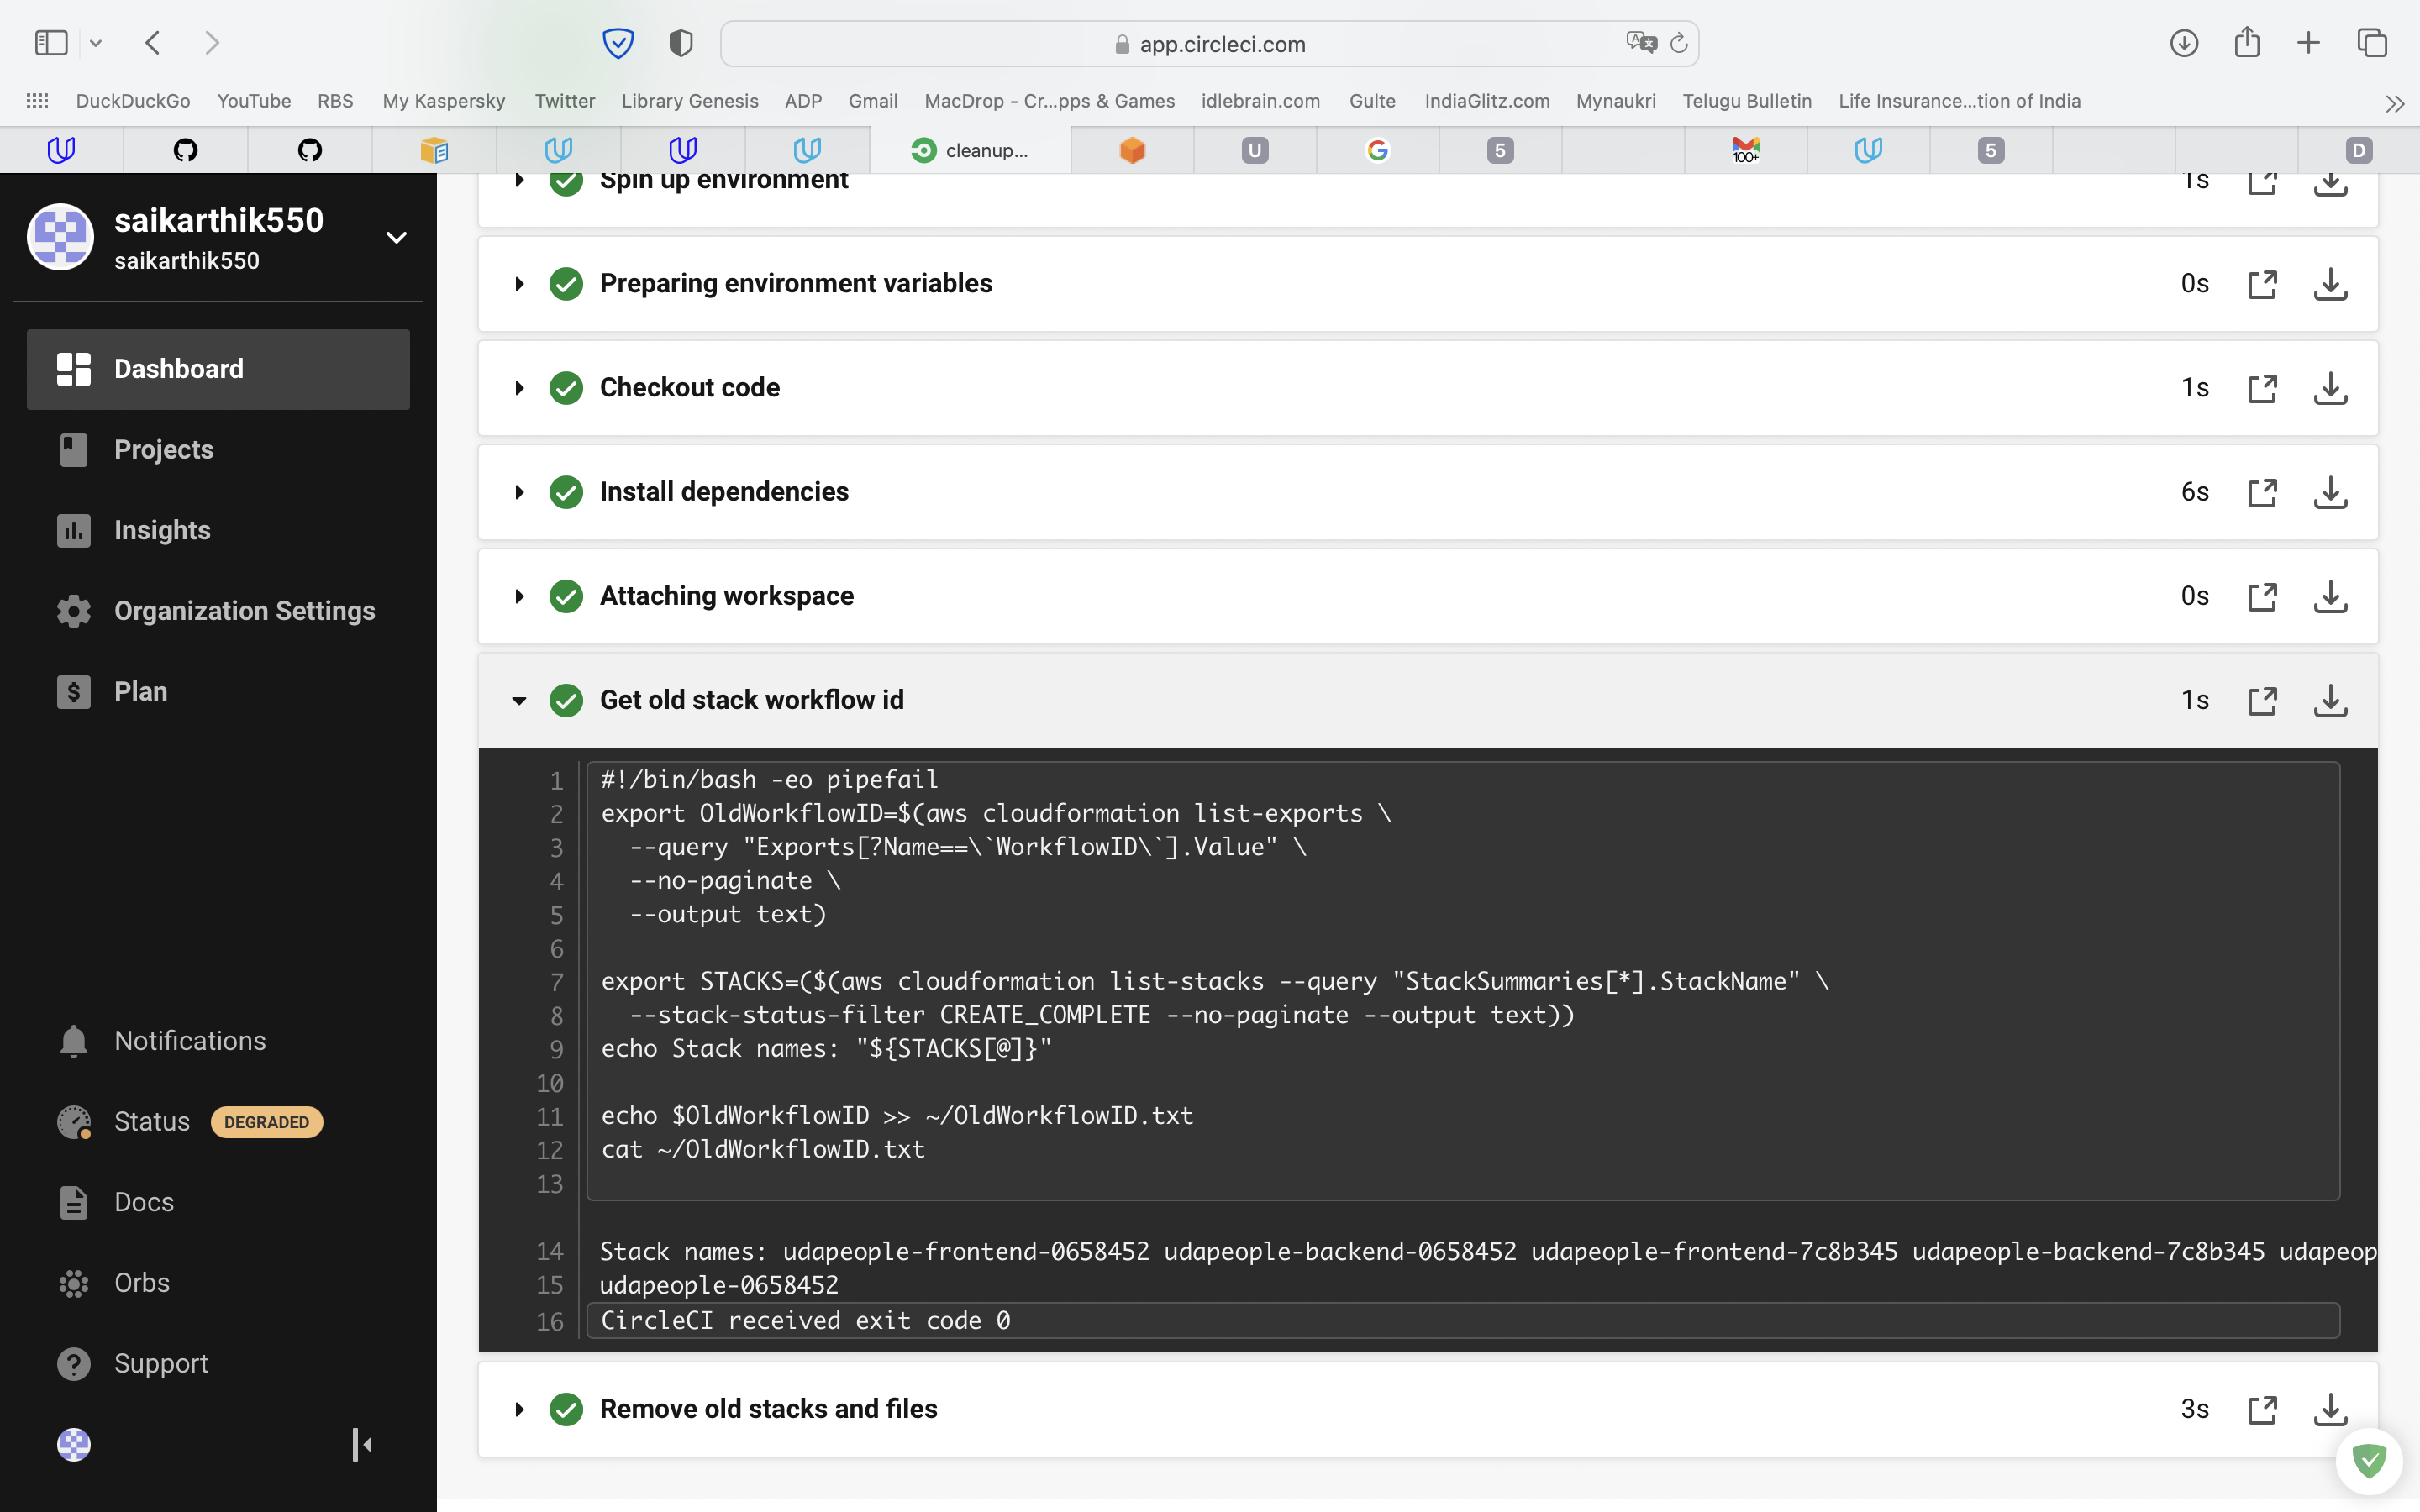 app.circleci.com
DuckDuckGo YouTube RBS My Kaspersky Twitter Library Genesis ADP Gmail MacDrop - Cr...pps & Games idlebrain.com Gulte IndiaGlitz.com Mynaukri Telugu Bulletin Life Insurance...tion of India
cleanup... U 5 100+ 5 D
saikarthik550
saikarthik550
Dashboard
Projects
Insights
Organization Settings
Plan
Notifications
Status DEGRADED
Docs
Orbs
Support
Spin up environment 1s
Preparing environment variables 0s
Checkout code 1s
Install dependencies 6s
Attaching workspace 0s
Get old stack workflow id 1s
1 #!/bin/bash -eo pipefail
2 export OldWorkflowID=$(aws cloudformation list-exports \
3 --query "Exports[?Name==\`WorkflowID\`].Value" \
4 --no-paginate \
5 --output text)
6
7 export STACKS=($(aws cloudformation list-stacks --query "StackSummaries[*].StackName" \
8 --stack-status-filter CREATE_COMPLETE --no-paginate --output text))
9 echo Stack names: "${STACKS[@]}"
10
11 echo $OldWorkflowID >> ~/OldWorkflowID.txt
12 cat ~/OldWorkflowID.txt
13
14 Stack names: udapeople-frontend-0658452 udapeople-backend-0658452 udapeople-frontend-7c8b345 udapeople-backend-7c8b345 udapeop
15 udapeople-0658452
16 CircleCI received exit code 0
Remove old stacks and files 3s